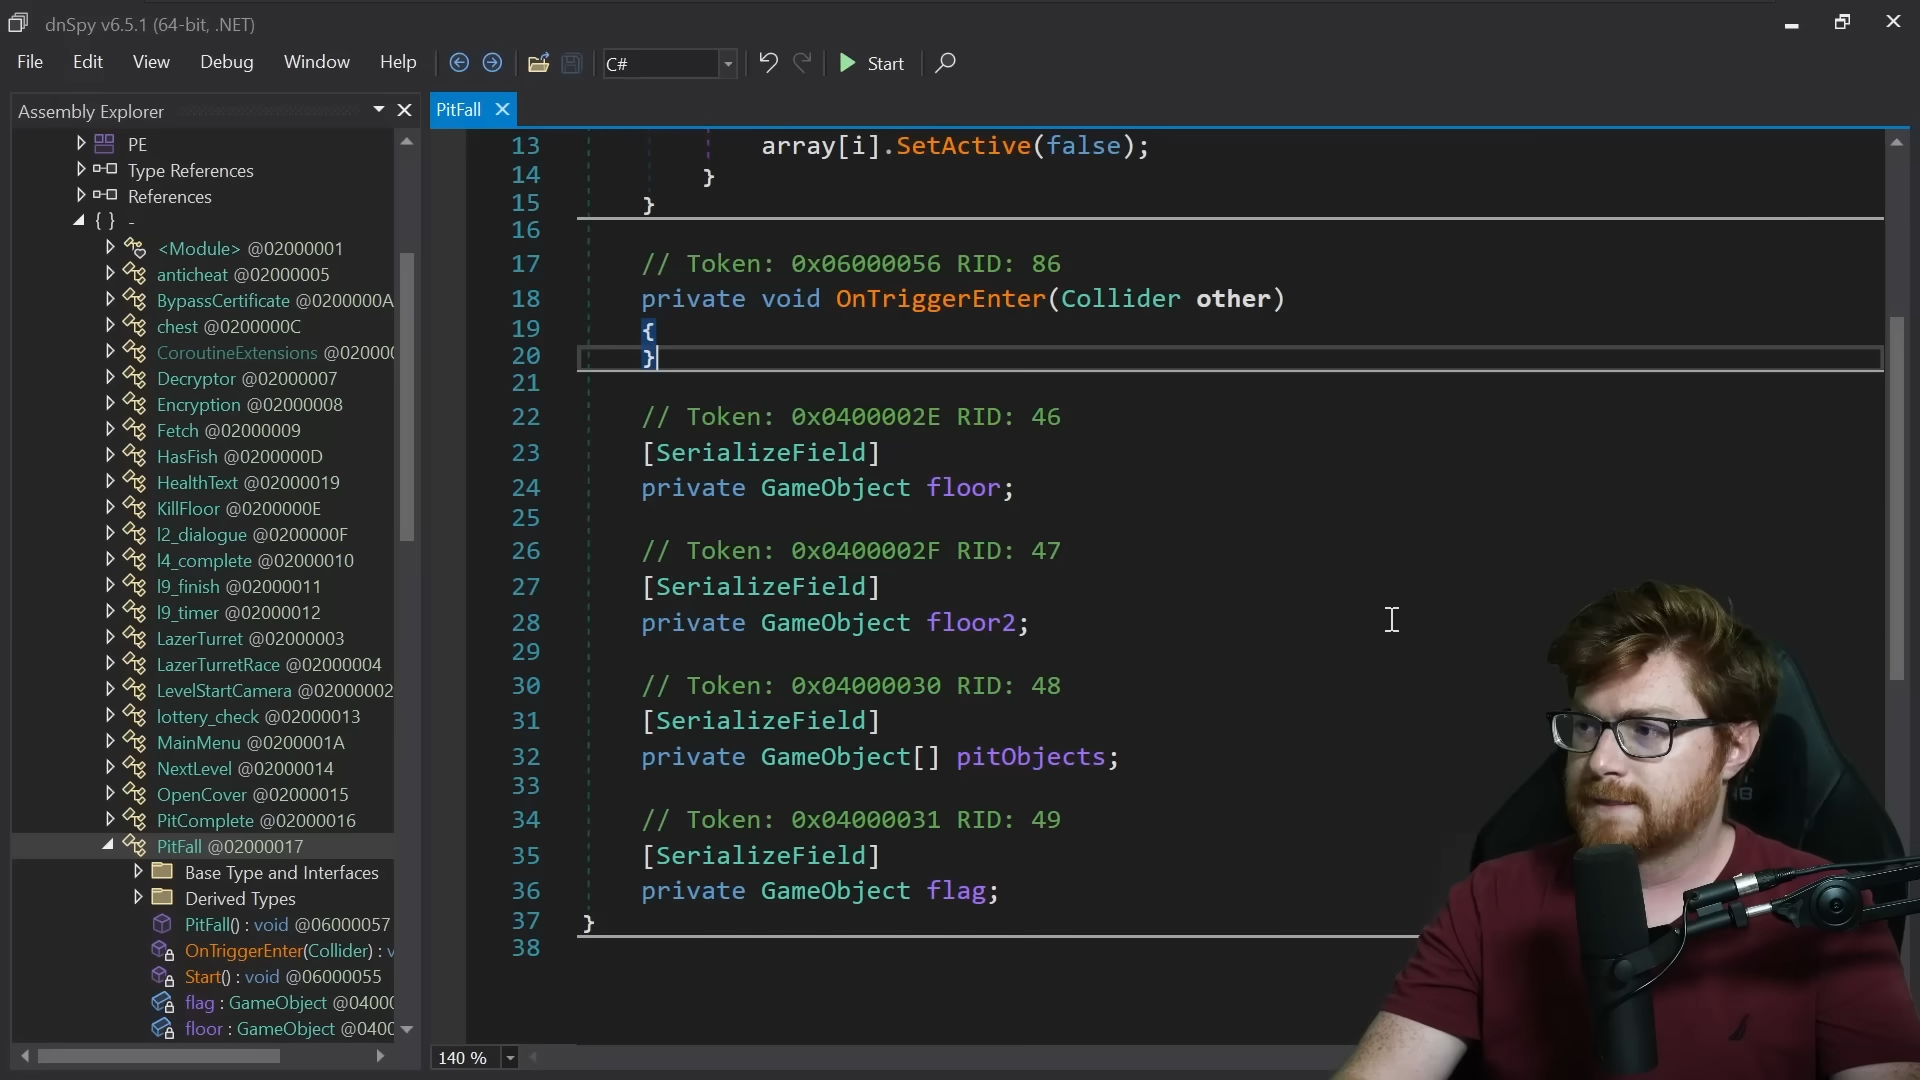 dnSpy v6.5.1 (64-bit, .NET)
File Edit View Debug Window Help C# Start
Assembly Explorer
PitFall
PE
Type References
References
{ } -
<Module> @02000001
anticheat @02000005
BypassCertificate @0200000A
chest @0200000C
CoroutineExtensions @020000
Decryptor @02000007
Encryption @02000008
Fetch @02000009
HasFish @0200000D
HealthText @02000019
KillFloor @0200000E
l2_dialogue @0200000F
l4_complete @02000010
l9_finish @02000011
l9_timer @02000012
LazerTurret @02000003
LazerTurretRace @02000004
LevelStartCamera @02000002
lottery_check @02000013
MainMenu @0200001A
NextLevel @02000014
OpenCover @02000015
PitComplete @02000016
PitFall @02000017
Base Type and Interfaces
Derived Types
PitFall() : void @06000057
OnTriggerEnter(Collider) : v
Start() : void @06000055
flag : GameObject @0400
floor : GameObject @040
13 array[i].SetActive(false);
14 }
15 }
16
17 // Token: 0x06000056 RID: 86
18 private void OnTriggerEnter(Collider other)
19 {
20 }
21
22 // Token: 0x0400002E RID: 46
23 [SerializeField]
24 private GameObject floor;
25
26 // Token: 0x0400002F RID: 47
27 [SerializeField]
28 private GameObject floor2;
29
30 // Token: 0x04000030 RID: 48
31 [SerializeField]
32 private GameObject[] pitObjects;
33
34 // Token: 0x04000031 RID: 49
35 [SerializeField]
36 private GameObject flag;
37 }
38
140 %